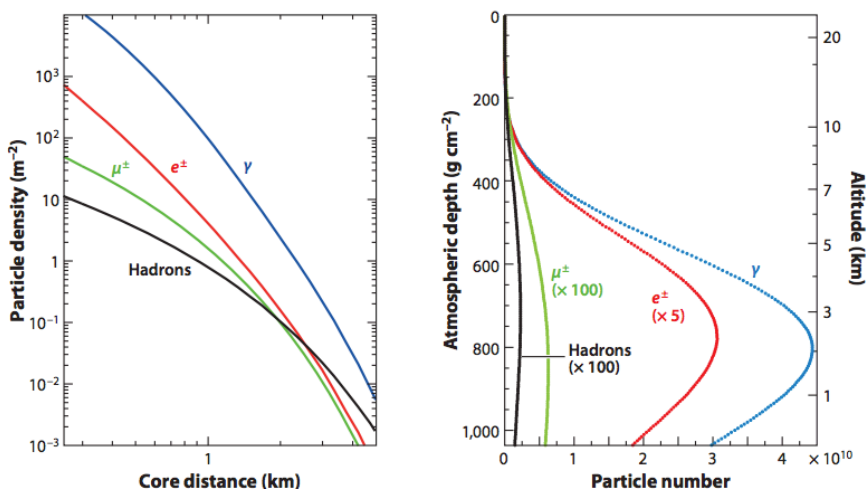 10³
10²
10
1
10⁻¹
10⁻²
10⁻³
Particle density (m⁻²)
μ±
e±
γ
Hadrons
1
Core distance (km)
0
200
400
600
800
1,000
Atmospheric depth (g cm⁻²)
20
10
7
5
3
1
Altitude (km)
γ
μ±
(× 100)
e±
(× 5)
Hadrons
(× 100)
0
1
2
3
4
× 10¹⁰
Particle number